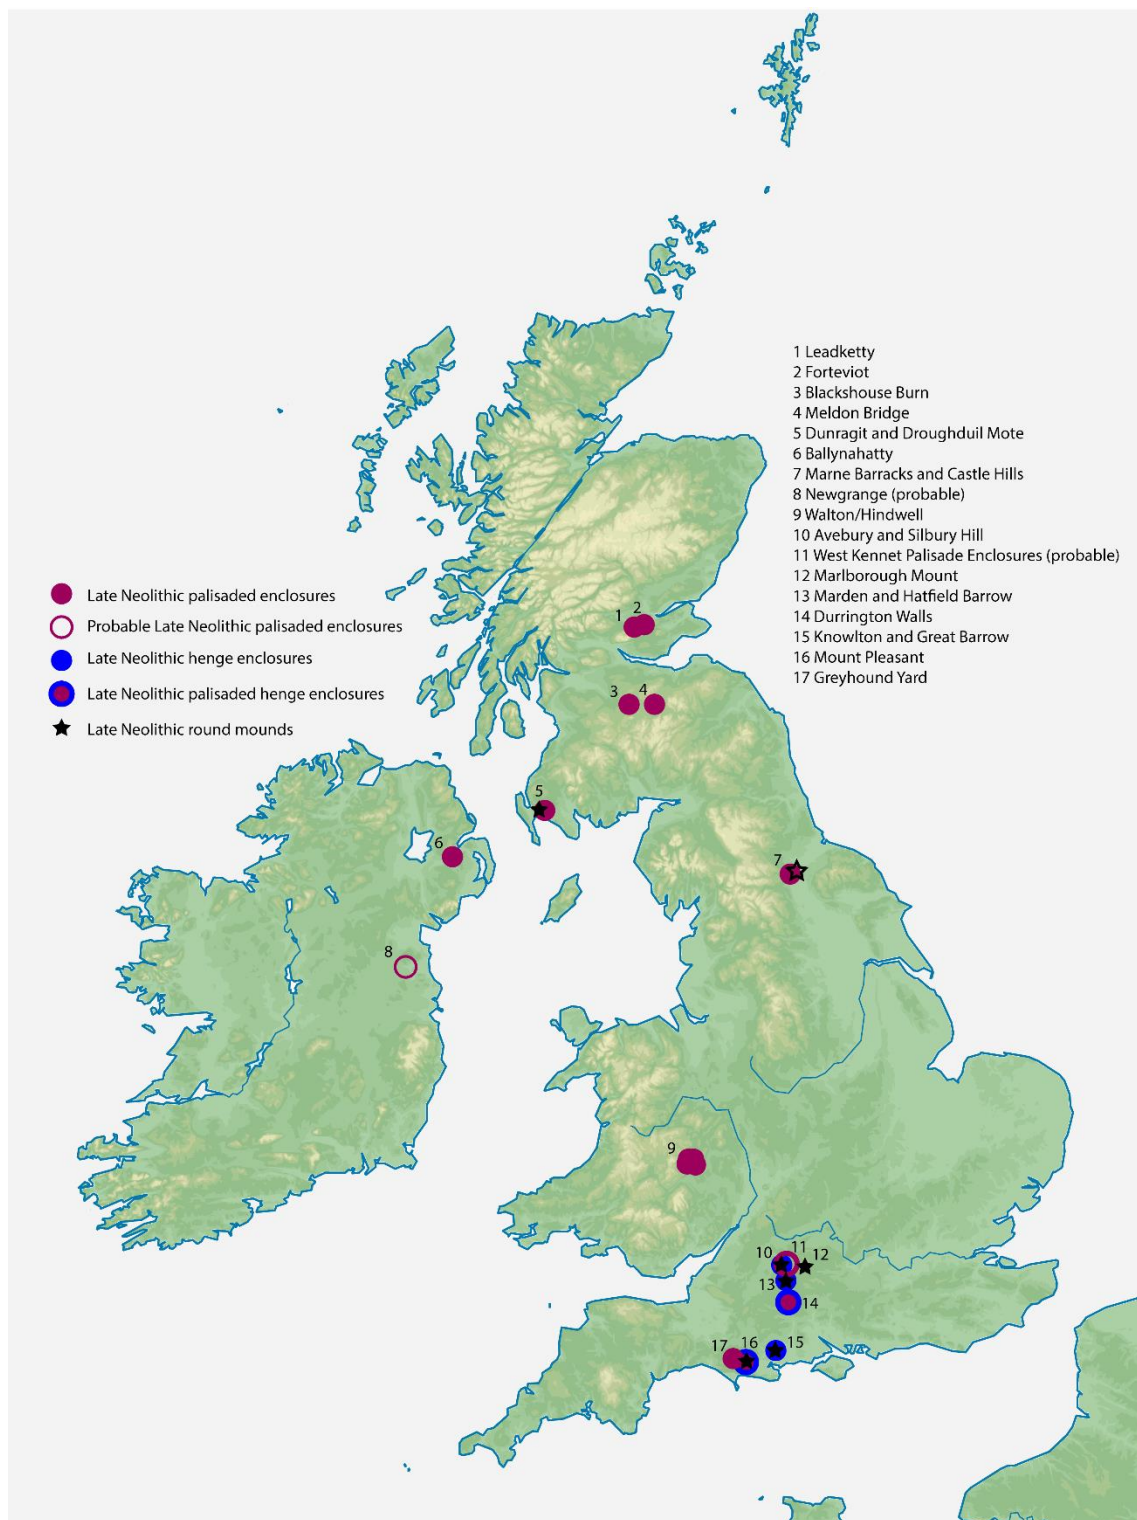 1 Leadketty
2 Forteviot
3 Blackshouse Burn
4 Meldon Bridge
5 Dunragit and Droughduil Mote
6 Ballynahatty
7 Marne Barracks and Castle Hills
8 Newgrange (probable)
9 Walton/Hindwell
10 Avebury and Silbury Hill
11 West Kennet Palisade Enclosures (probable)
12 Marlborough Mount
13 Marden and Hatfield Barrow
14 Durrington Walls
15 Knowlton and Great Barrow
16 Mount Pleasant
17 Greyhound Yard
Late Neolithic palisaded enclosures
Probable Late Neolithic palisaded enclosures
Late Neolithic henge enclosures
Late Neolithic palisaded henge enclosures
Late Neolithic round mounds
1
2
3
4
5
6
7
8
9
10
11
12
13
14
15
16
17